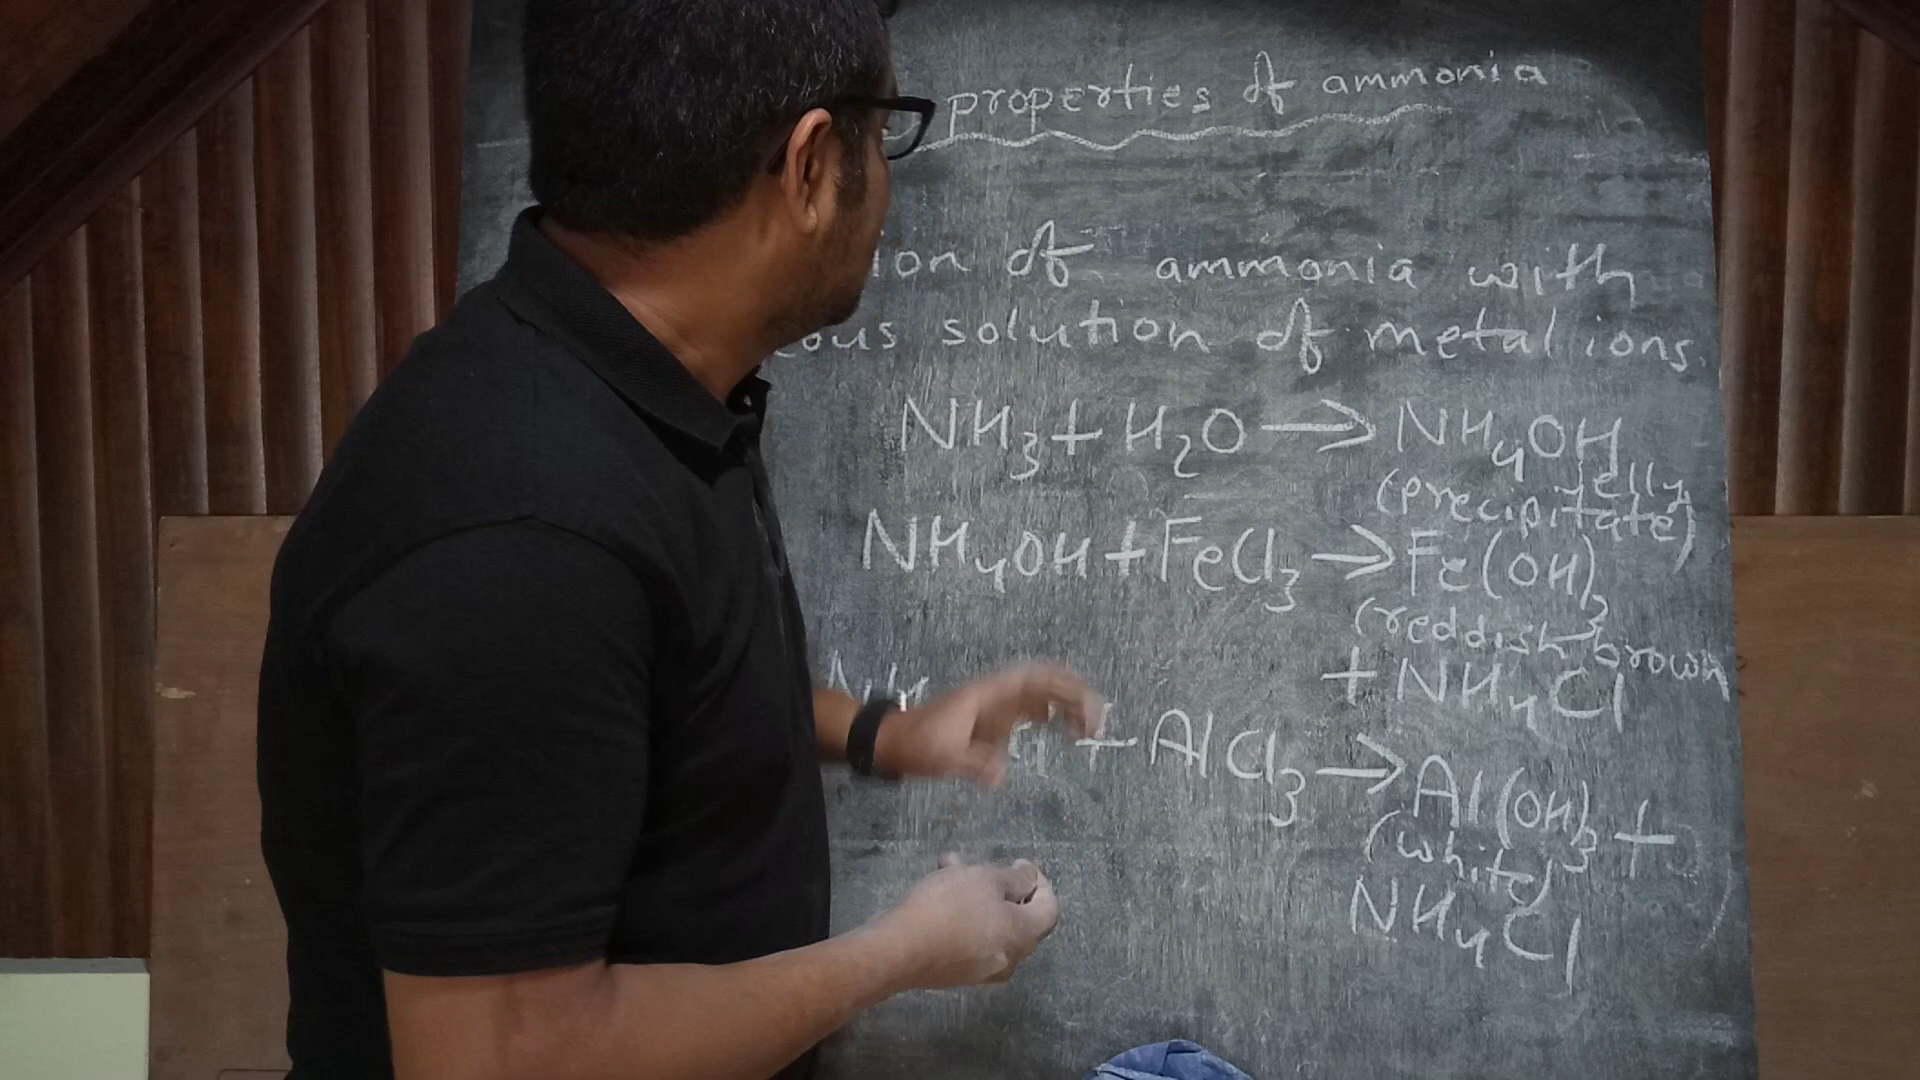 properties of ammonia
ion of ammonia with
eous solution of metal ions.
NH3 + H2O → NH4OH
(jelly precipitate)
NH4OH + FeCl3 → Fe(OH)3
(reddish brown
+ NH4Cl
+ AlCl3 → Al(OH)3 +
(white)
NH4Cl